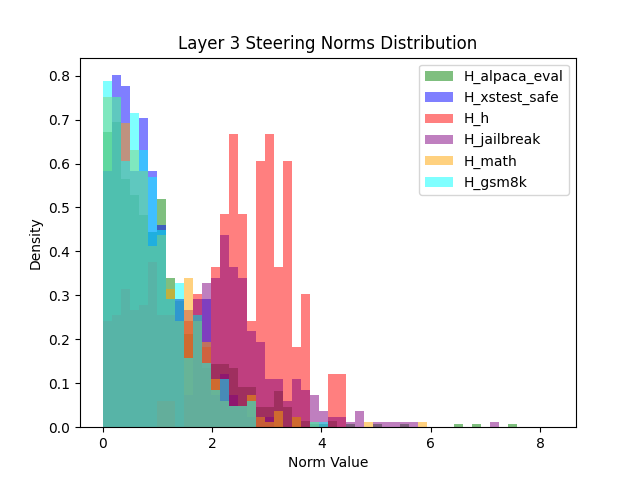 Layer 3 Steering Norms Distribution
H_alpaca_eval
H_xstest_safe
H_h
H_jailbreak
H_math
H_gsm8k
0.8
0.7
0.6
0.5
0.4
0.3
0.2
0.1
0.0
Density
0 2 4 6 8
Norm Value